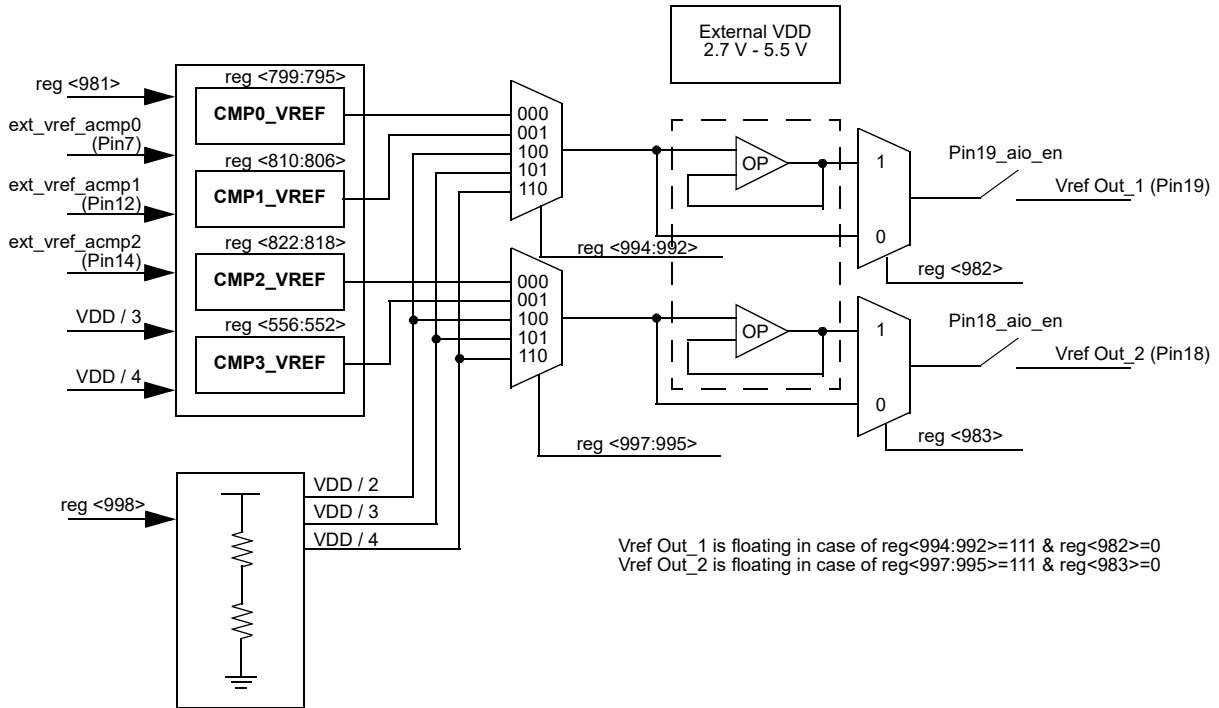 External VDD
2.7 V - 5.5 V
reg <981>
ext_vref_acmp0
(Pin7)
ext_vref_acmp1
(Pin12)
ext_vref_acmp2
(Pin14)
VDD / 3
VDD / 4
reg <799:795>
CMP0_VREF
reg <810:806>
CMP1_VREF
reg <822:818>
CMP2_VREF
reg <556:552>
CMP3_VREF
000
001
100
101
110
reg <994:992>
OP
1
0
reg <982>
Pin19_aio_en
Vref Out_1 (Pin19)
000
001
100
101
110
reg <997:995>
OP
1
0
reg <983>
Pin18_aio_en
Vref Out_2 (Pin18)
reg <998>
VDD / 2
VDD / 3
VDD / 4
Vref Out_1 is floating in case of reg<994:992>=111 & reg<982>=0
Vref Out_2 is floating in case of reg<997:995>=111 & reg<983>=0